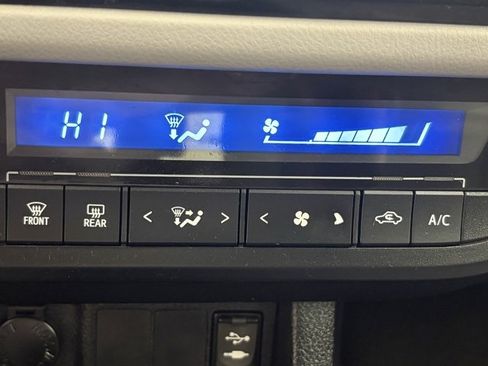 HI
FRONT
REAR
< >
<
A/C